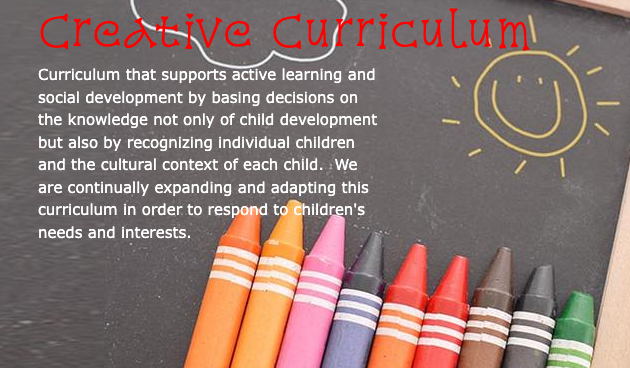 Creative Curriculum
Curriculum that supports active learning and
social development by basing decisions on
the knowledge not only of child development
but also by recognizing individual children
and the cultural context of each child.  We
are continually expanding and adapting this
curriculum in order to respond to children's
needs and interests.